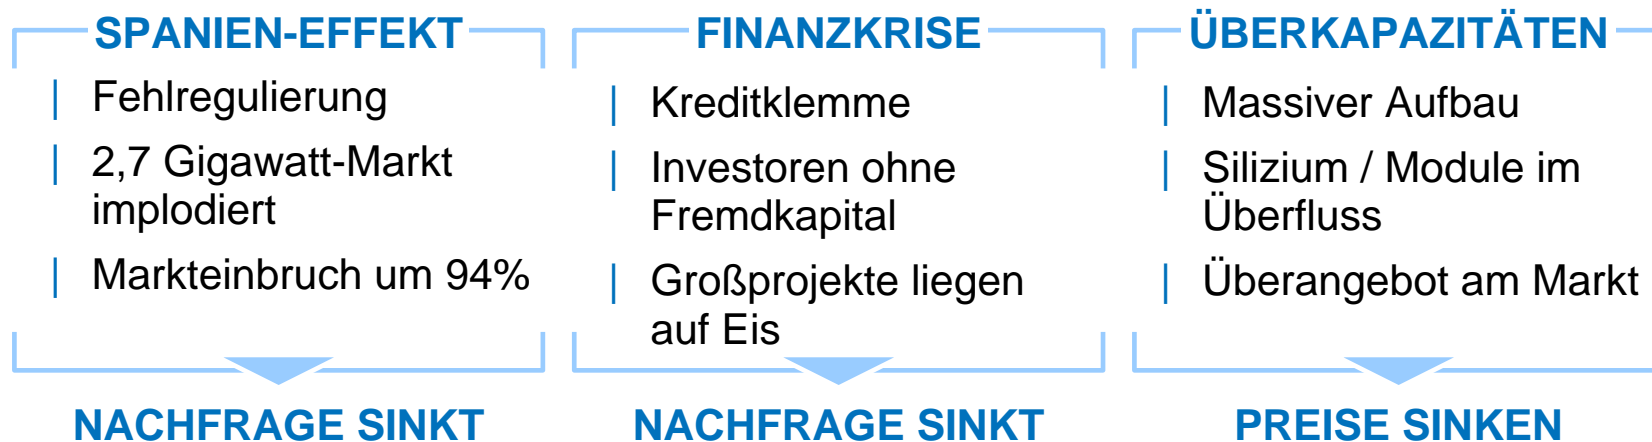 SPANIEN-EFFEKT
| Fehlregulierung
| 2,7 Gigawatt-Markt
implodiert
| Markteinbruch um 94%
NACHFRAGE SINKT
FINANZKRISE
| Kreditklemme
| Investoren ohne
Fremdkapital
| Großprojekte liegen
auf Eis
NACHFRAGE SINKT
ÜBERKAPAZITÄTEN
| Massiver Aufbau
| Silizium / Module im
Überfluss
| Überangebot am Markt
PREISE SINKEN